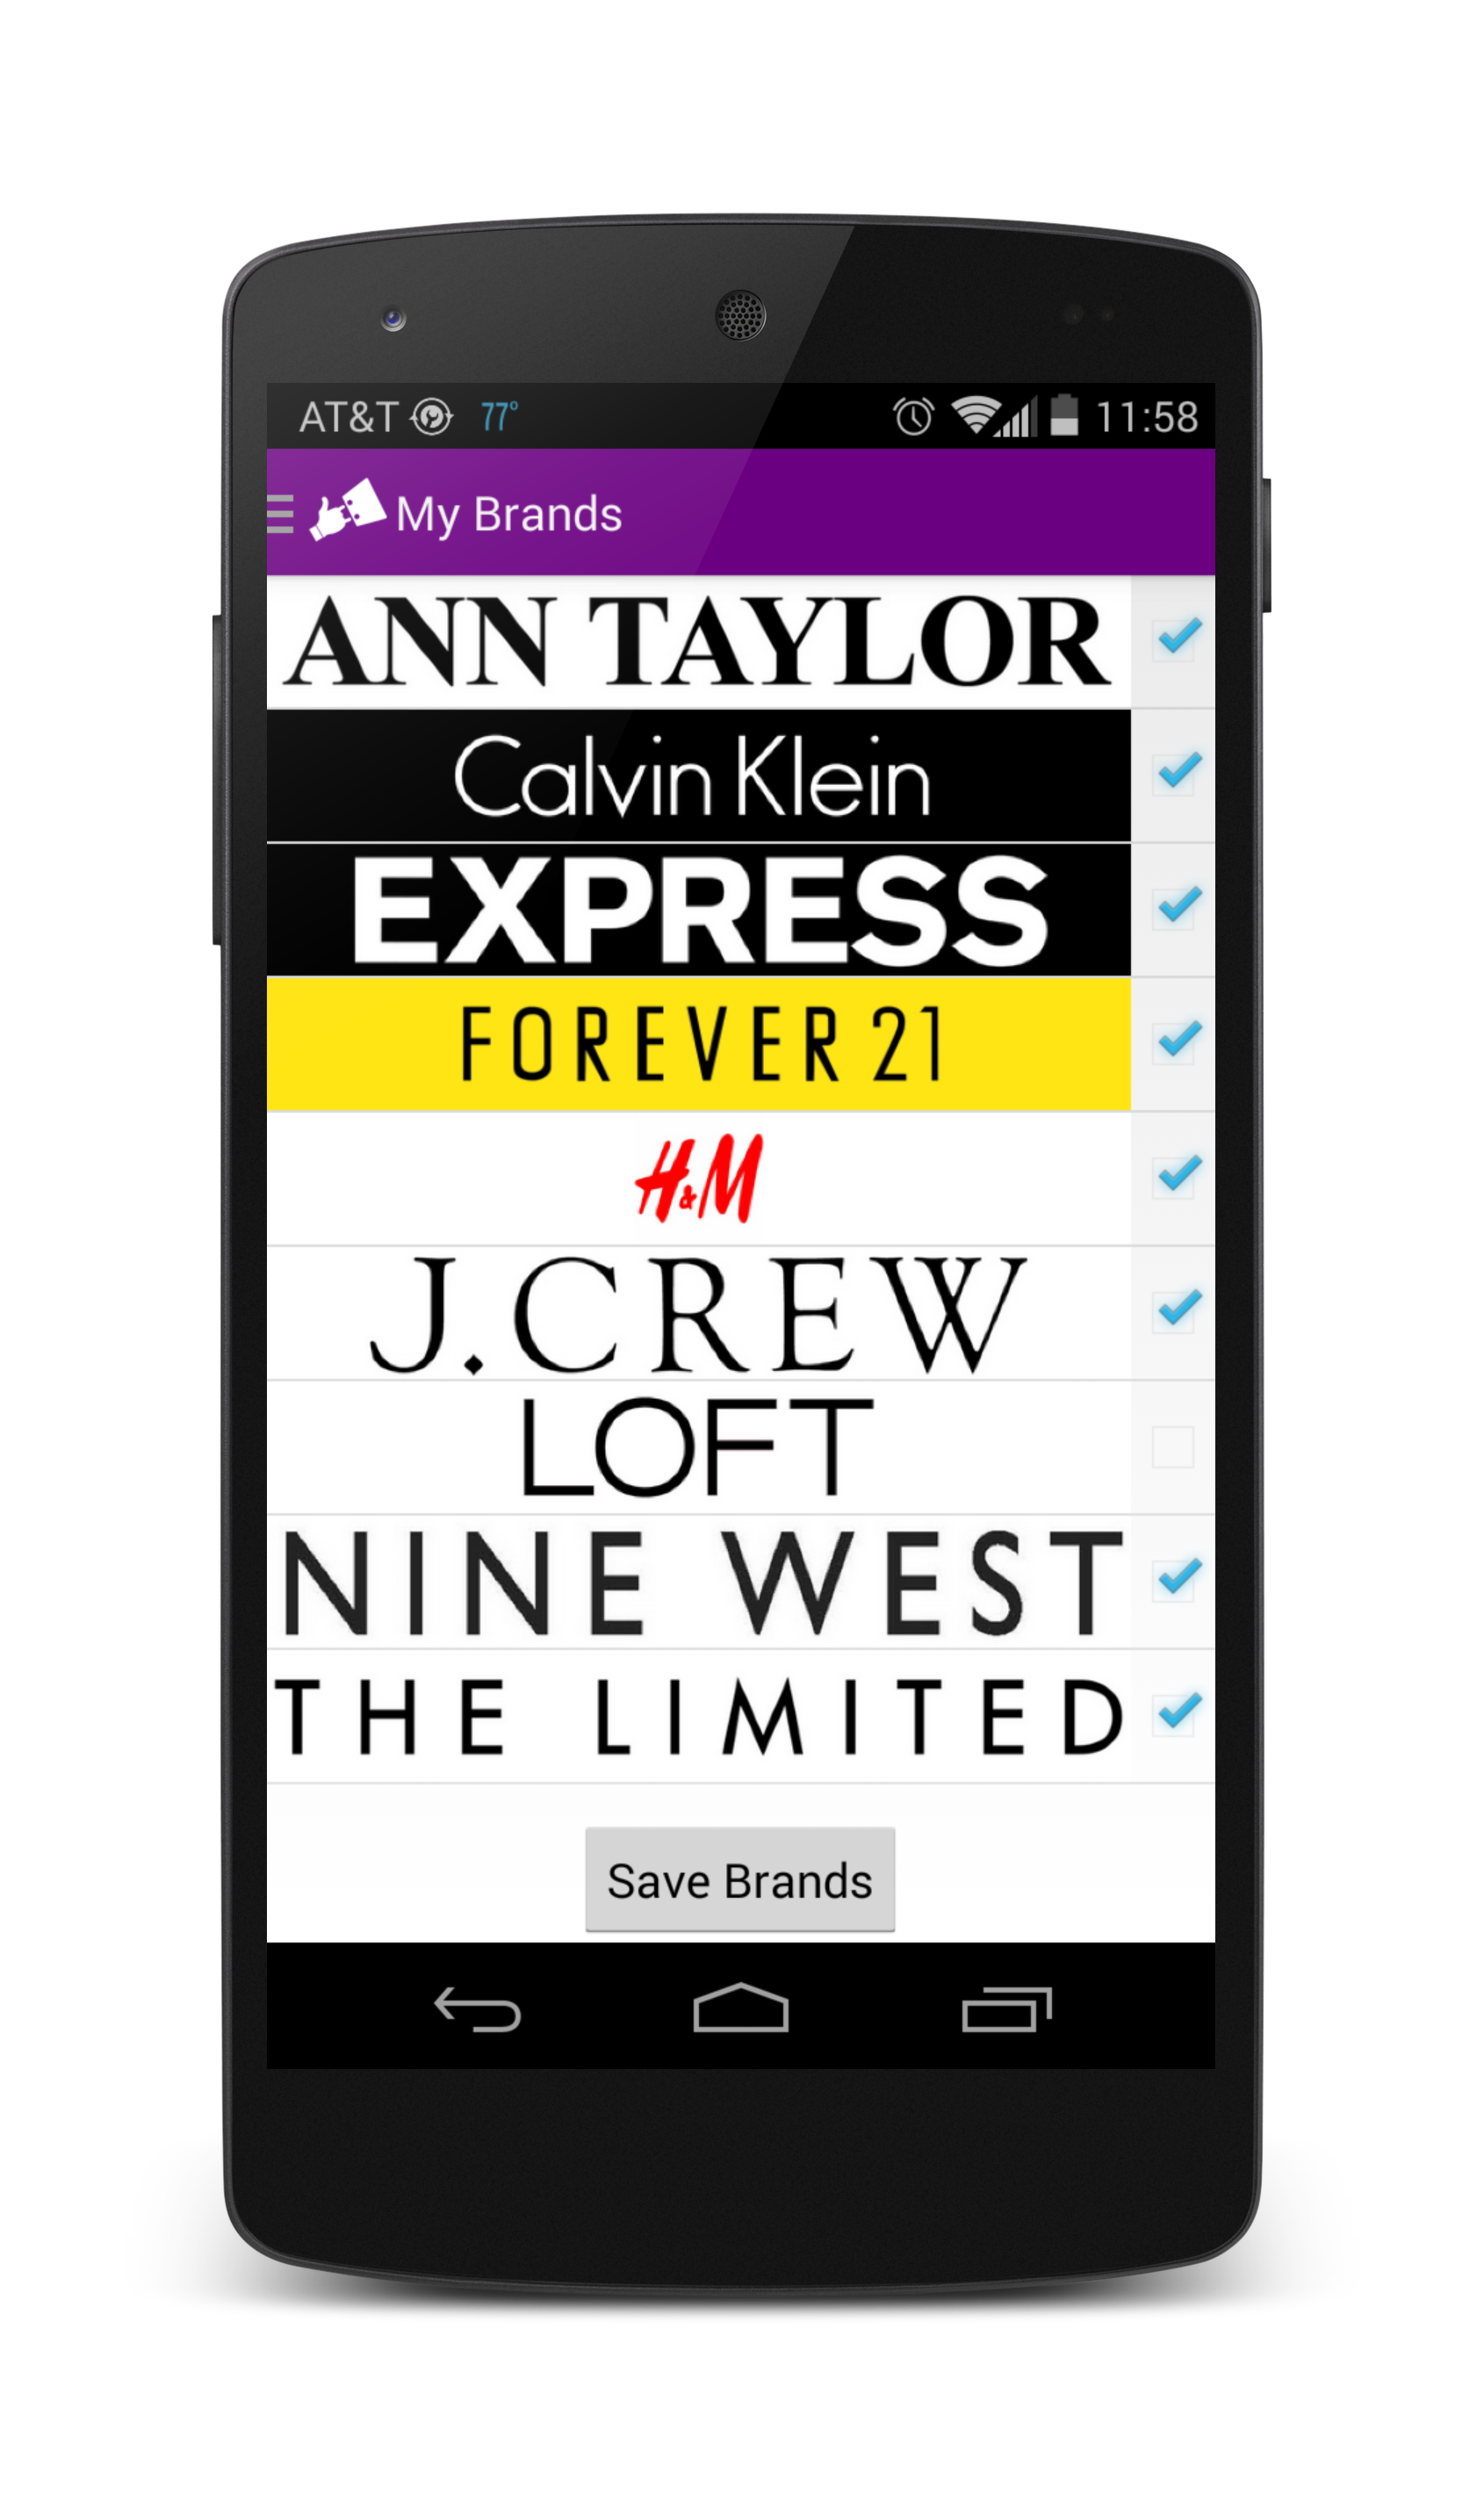 AT&T 77° 11:58
My Brands
ANN TAYLOR
Calvin Klein
EXPRESS
FOREVER 21
H&M
J.CREW
LOFT
NINE WEST
THE LIMITED
Save Brands